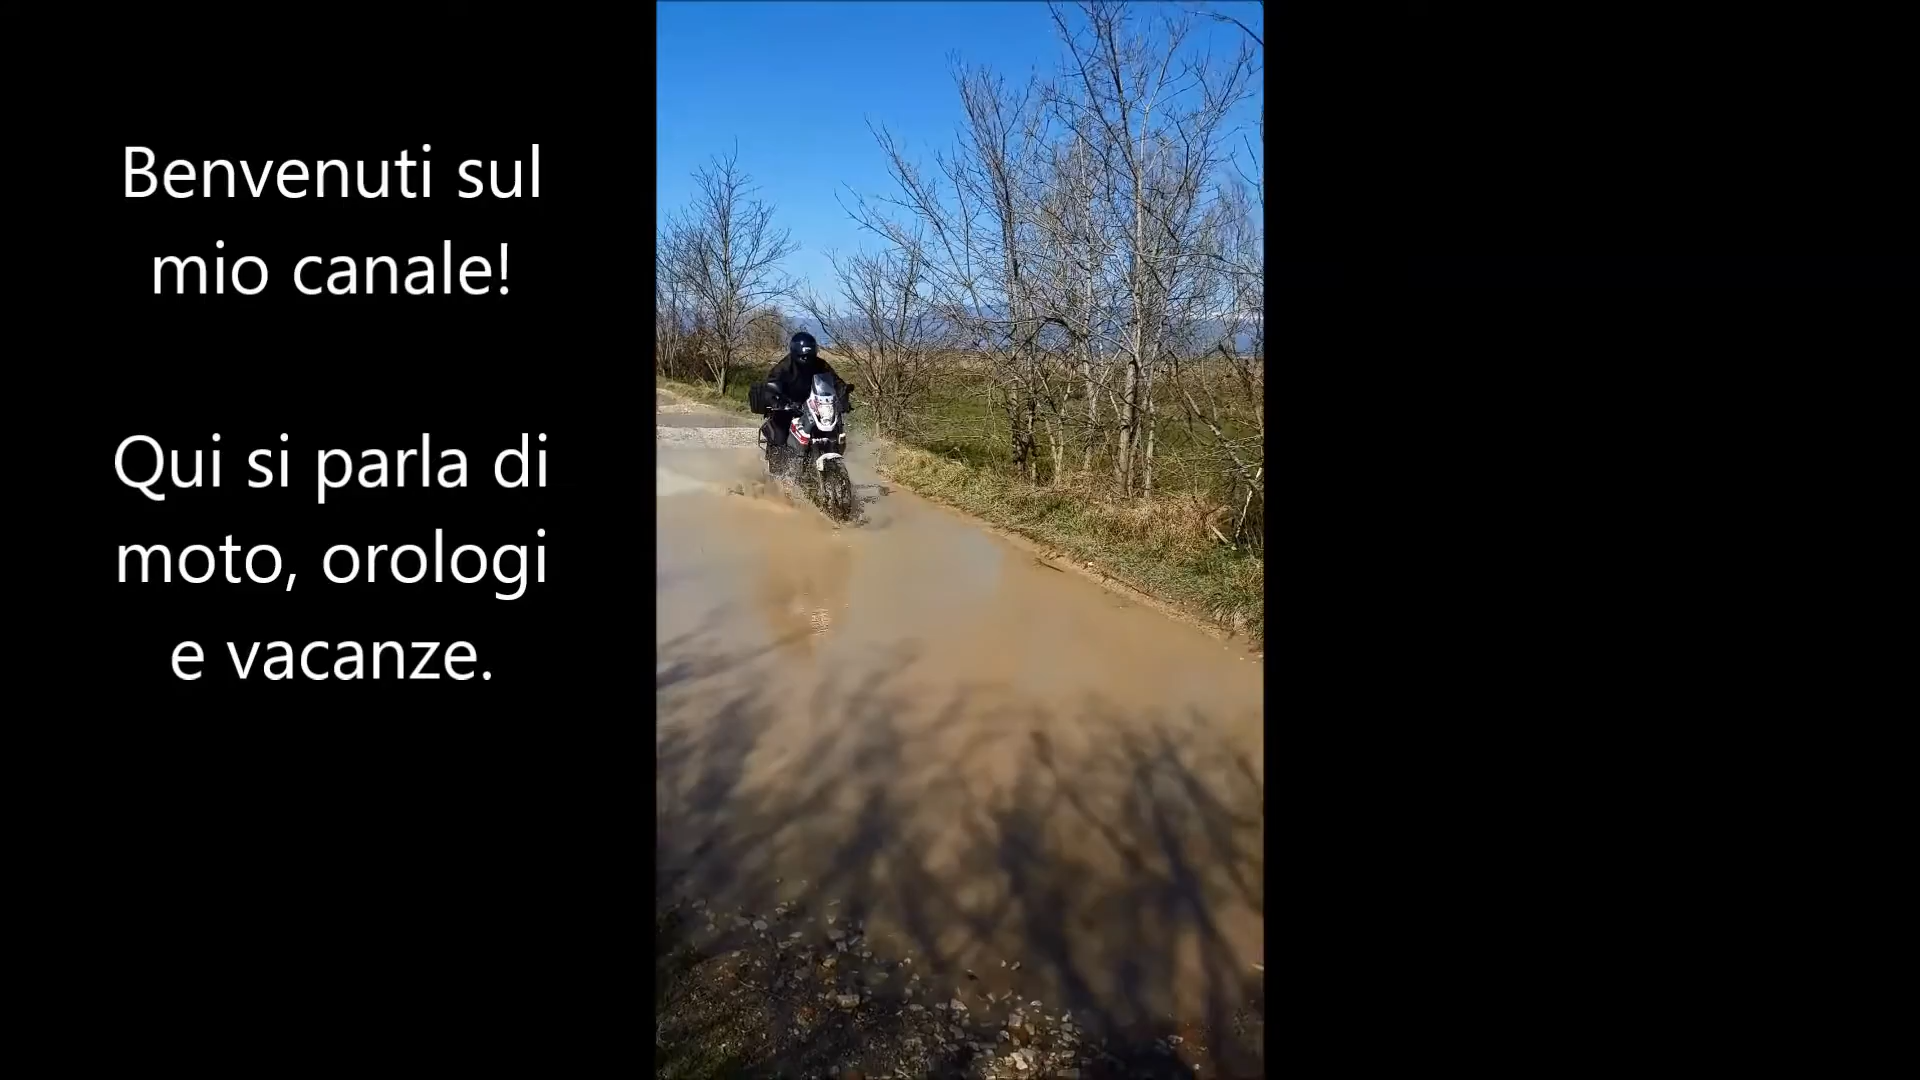 Benvenuti sul
mio canale!
Qui si parla di
moto, orologi
e vacanze.